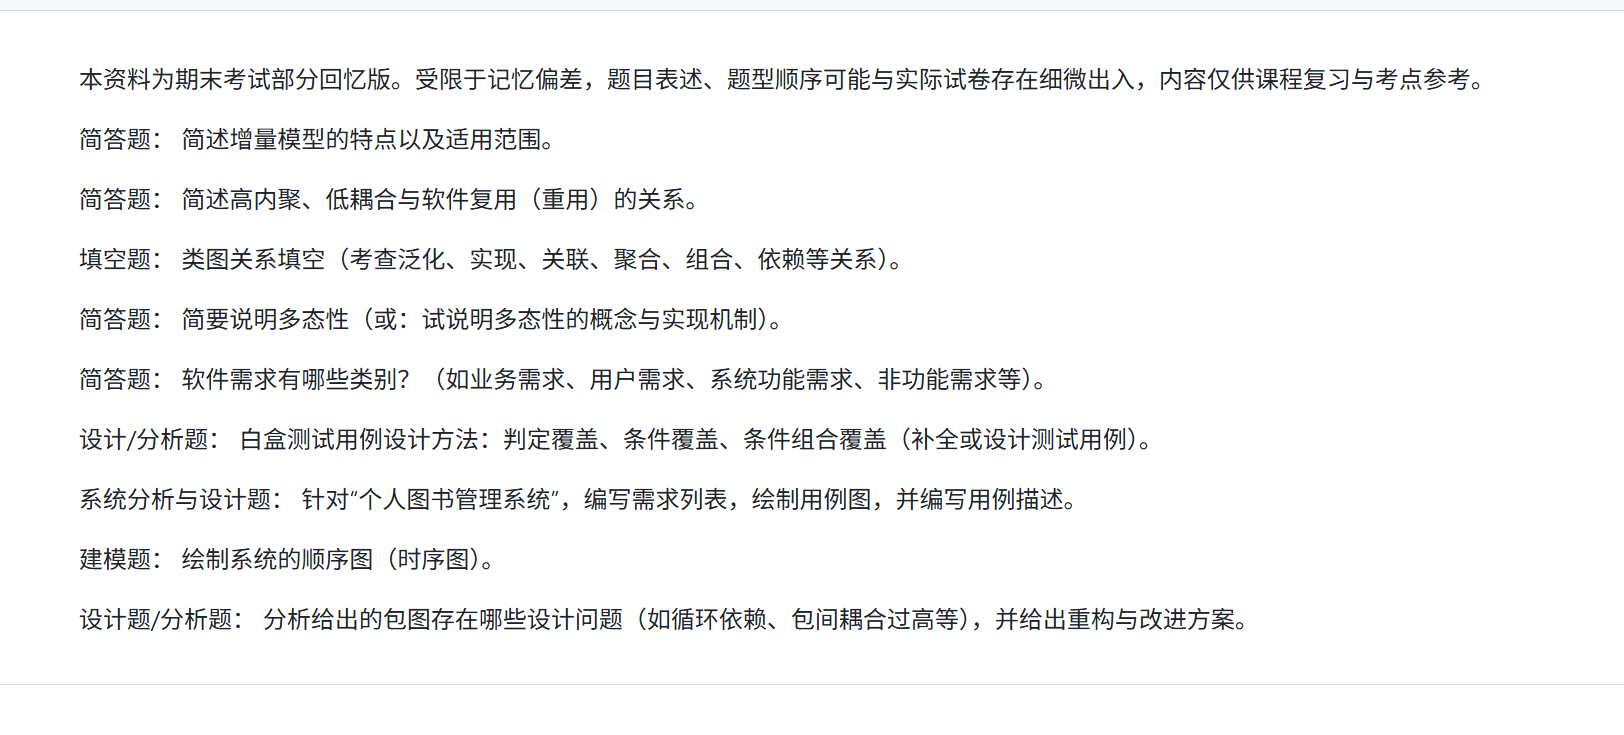 本资料为期末考试部分回忆版。受限于记忆偏差，题目表述、题型顺序可能与实际试卷存在细微出入，内容仅供课程复习与考点参考。
简答题： 简述增量模型的特点以及适用范围。
简答题： 简述高内聚、低耦合与软件复用（重用）的关系。
填空题： 类图关系填空（考查泛化、实现、关联、聚合、组合、依赖等关系）。
简答题： 简要说明多态性（或：试说明多态性的概念与实现机制）。
简答题： 软件需求有哪些类别？（如业务需求、用户需求、系统功能需求、非功能需求等）。
设计/分析题： 白盒测试用例设计方法：判定覆盖、条件覆盖、条件组合覆盖（补全或设计测试用例）。
系统分析与设计题： 针对“个人图书管理系统”，编写需求列表，绘制用例图，并编写用例描述。
建模题： 绘制系统的顺序图（时序图）。
设计题/分析题： 分析给出的包图存在哪些设计问题（如循环依赖、包间耦合过高等），并给出重构与改进方案。